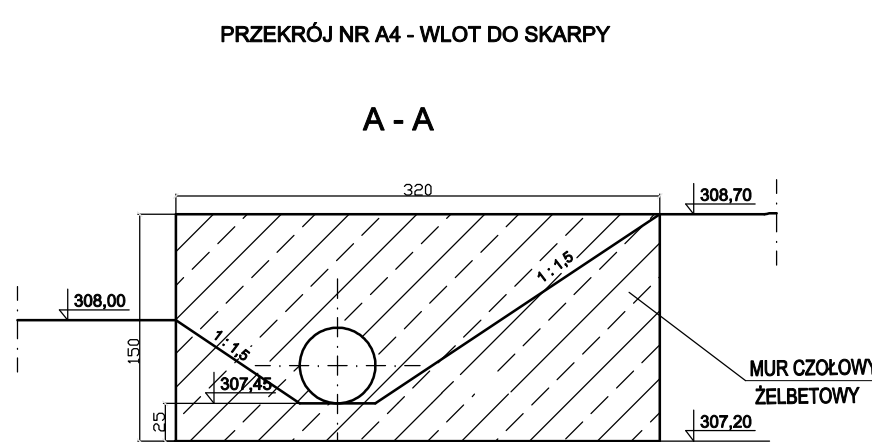 PRZEKRÓJ NR A4 - WLOT DO SKARPY
A - A
320
308,70
308,00
1 : 1,5
1 : 1,5
150
307,45
MUR CZOŁOWY
ŻELBETOWY
25
307,20